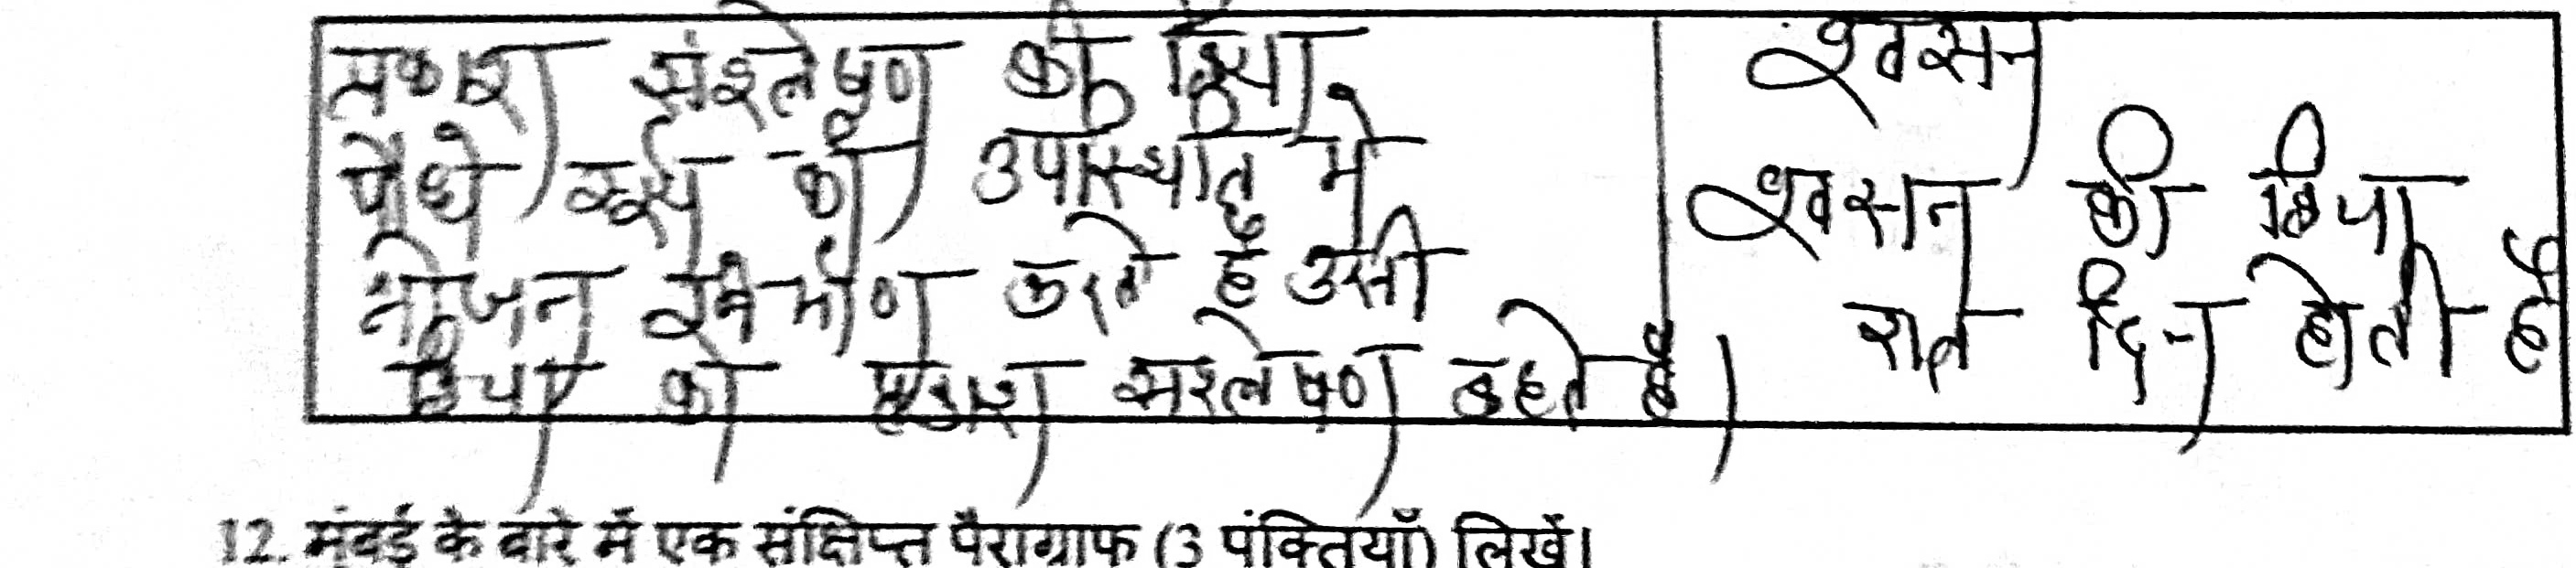 प्रकाश संश्लेषण की क्रिया
पौधे सूर्य की उपस्थिति में
भोजन निर्माण करते है उसी
क्रिया को प्रकाश संश्लेषण कहते है।
श्वसन
श्वसन की क्रिया
रात दिन होती है
12. मुंबई के बारे में एक संक्षिप्त पैराग्राफ (3 पंक्तियाँ) लिखें।